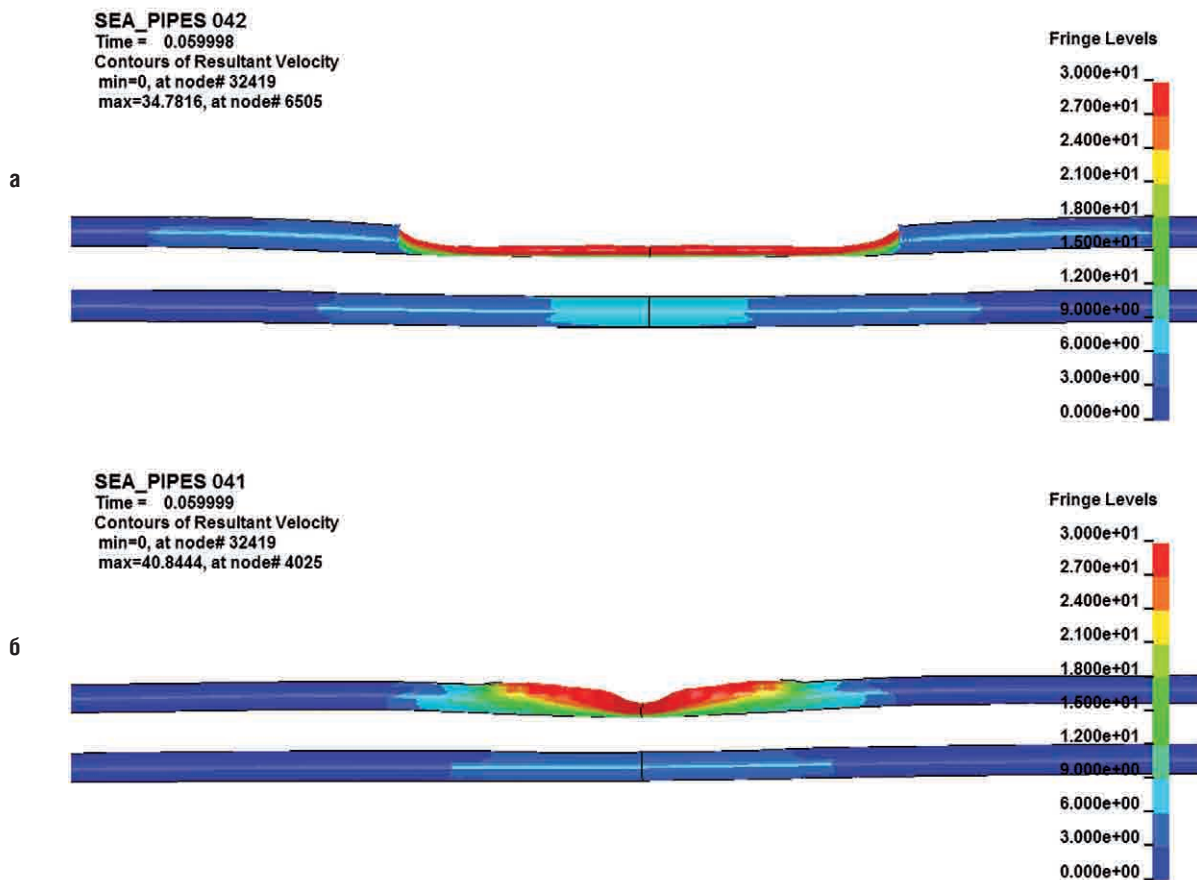 SEA_PIPES 042
Time = 0.059998
Contours of Resultant Velocity
min=0, at node# 32419
max=34.7816, at node# 6505
Fringe Levels
3.000e+01
2.700e+01
2.400e+01
2.100e+01
1.800e+01
1.500e+01
1.200e+01
9.000e+00
6.000e+00
3.000e+00
0.000e+00
а
SEA_PIPES 041
Time = 0.059999
Contours of Resultant Velocity
min=0, at node# 32419
max=40.8444, at node# 4025
Fringe Levels
3.000e+01
2.700e+01
2.400e+01
2.100e+01
1.800e+01
1.500e+01
1.200e+01
9.000e+00
6.000e+00
3.000e+00
0.000e+00
б